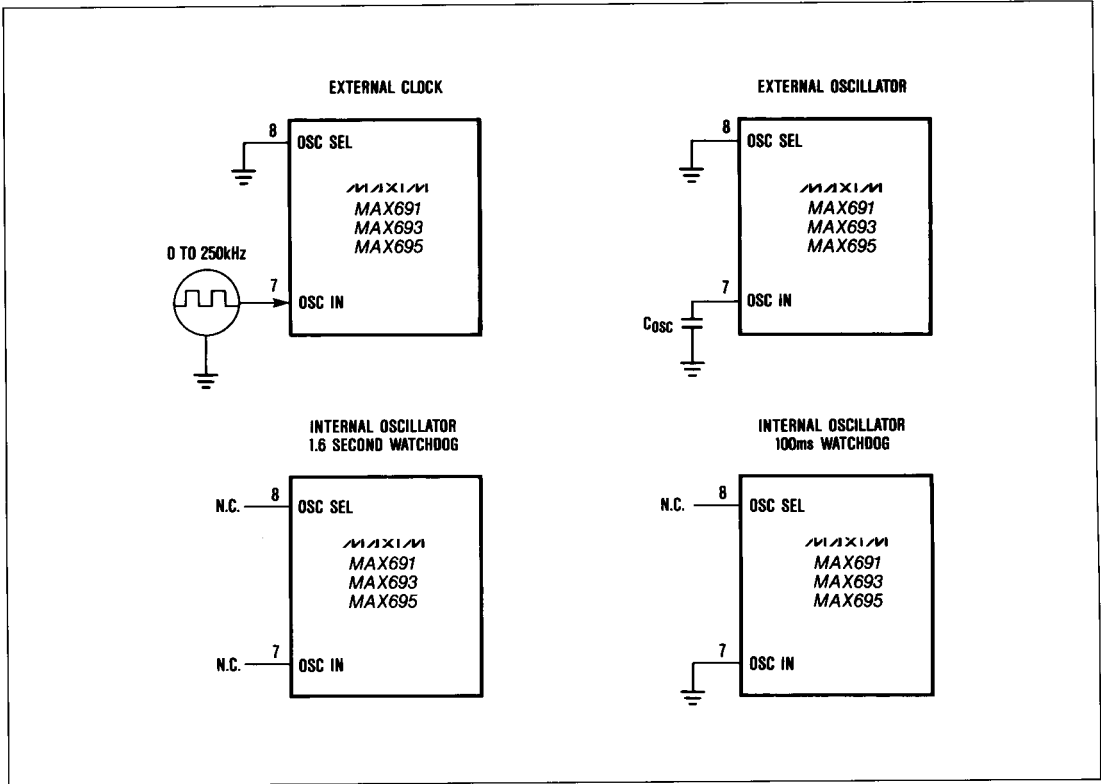 EXTERNAL CLOCK
8
OSC SEL
MAXIM
MAX691
MAX693
MAX695
0 TO 250kHz
7
OSC IN
EXTERNAL OSCILLATOR
8
OSC SEL
MAXIM
MAX691
MAX693
MAX695
7
OSC IN
COSC
INTERNAL OSCILLATOR
1.6 SECOND WATCHDOG
N.C.
8
OSC SEL
MAXIM
MAX691
MAX693
MAX695
N.C.
7
OSC IN
INTERNAL OSCILLATOR
100ms WATCHDOG
N.C.
8
OSC SEL
MAXIM
MAX691
MAX693
MAX695
7
OSC IN